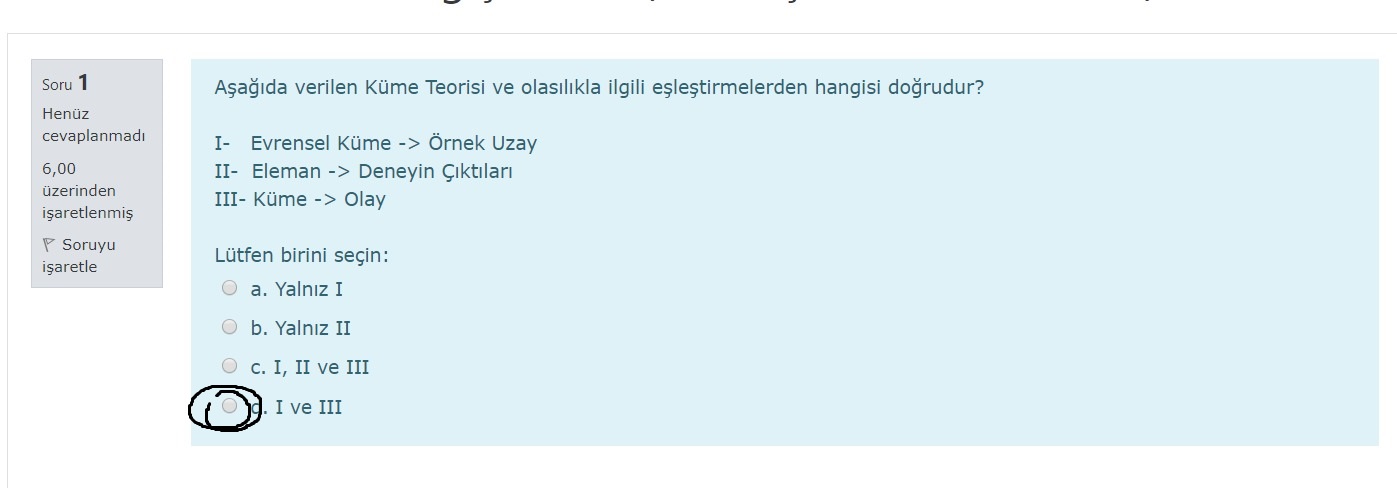 Soru 1
Henüz
cevaplanmadı
6,00
üzerinden
işaretlenmiş
Soruyu
işaretle
Aşağıda verilen Küme Teorisi ve olasılıkla ilgili eşleştirmelerden hangisi doğrudur?
I- Evrensel Küme -> Örnek Uzay
II- Eleman -> Deneyin Çıktıları
III- Küme -> Olay
Lütfen birini seçin:
a. Yalnız I
b. Yalnız II
c. I, II ve III
d. I ve III